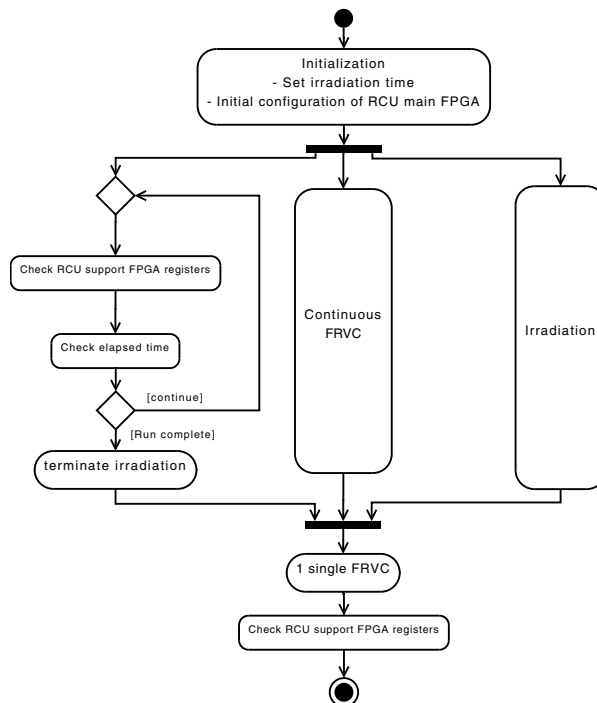 Initialization
- Set irradiation time
- Initial configuration of RCU main FPGA
Check RCU support FPGA registers
Check elapsed time
[continue]
[Run complete]
terminate irradiation
Continuous
FRVC
Irradiation
1 single FRVC
Check RCU support FPGA registers